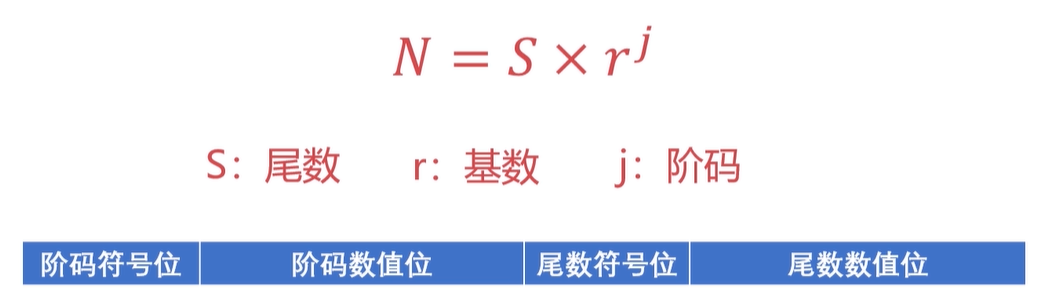 N = S × r^j
S：尾数 r：基数 j：阶码
阶码符号位 阶码数值位 尾数符号位 尾数数值位